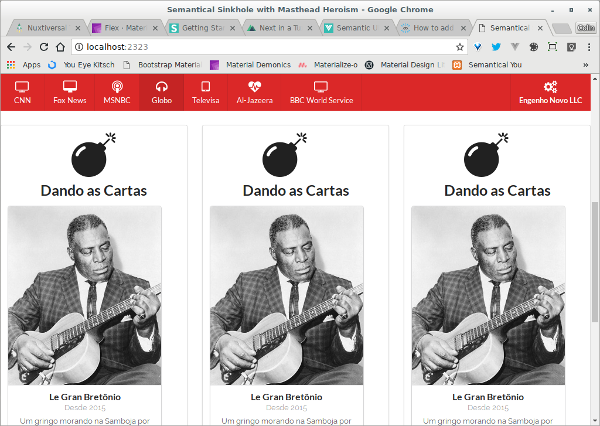 Semantical Sinkhole with Masthead Heroism - Google Chrome
Nuxtiversal
Flex - Materi
Getting Star
Next in a Tu
Semantic U
How to add
Semantical
Colin
localhost:2323
Apps
You Eye Kitsch
Bootstrap Material
Material Demonics
Materialize-o
Material Design Li
Semantical You
CNN
Fox News
MSNBC
Globo
Televisa
Al-Jazeera
BBC World Service
Engenho Novo LLC
Dando as Cartas
Dando as Cartas
Dando as Cartas
Le Gran Bretônio
Desde 2015
Um gringo morando na Samboja por
Le Gran Bretônio
Desde 2015
Um gringo morando na Samboja por
Le Gran Bretônio
Desde 2015
Um gringo morando na Samboja por